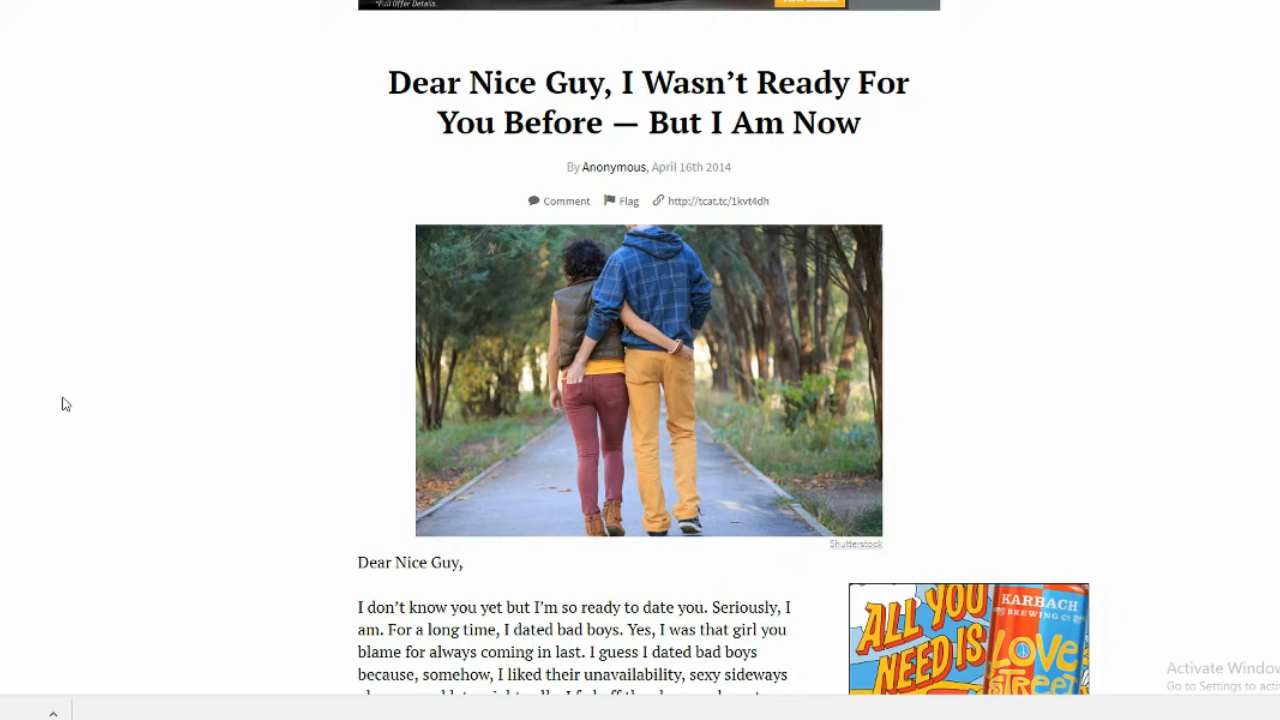 *Full Offer Details.
Dear Nice Guy, I Wasn’t Ready For
You Before — But I Am Now
By Anonymous, April 16th 2014
Comment Flag http://tcat.tc/1kvt4dh
Shutterstock
Dear Nice Guy,
I don’t know you yet but I’m so ready to date you. Seriously, I
am. For a long time, I dated bad boys. Yes, I was that girl you
blame for always coming in last. I guess I dated bad boys
because, somehow, I liked their unavailability, sexy sideways
ALL YOU
NEED IS
KARBACH
BREWING CO
LOVE
STREET
Activate Window
Go to Settings to acti